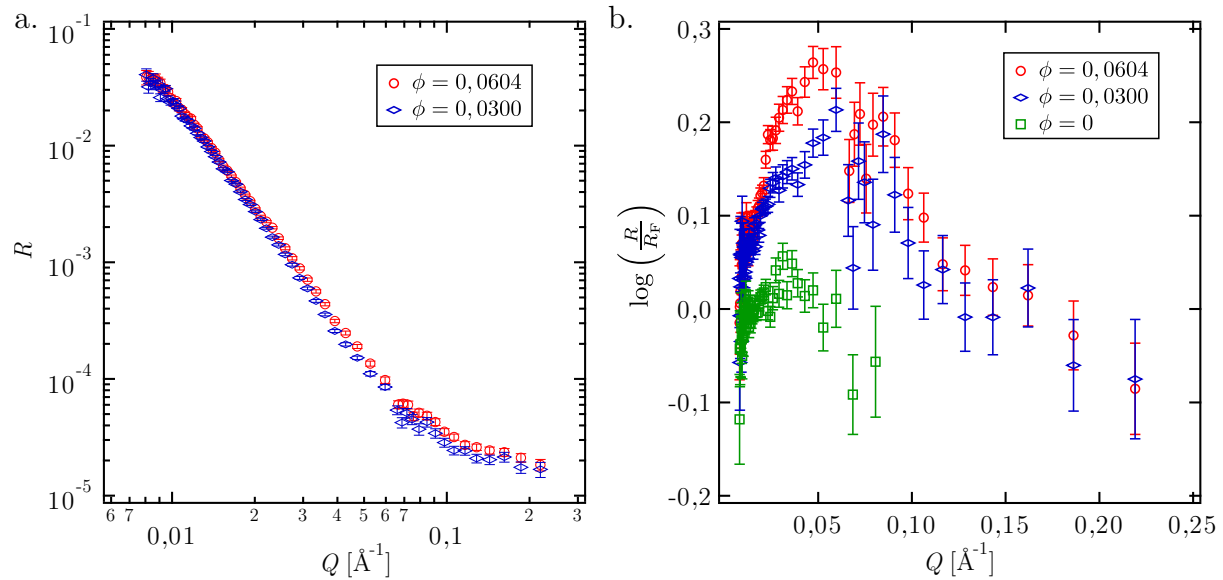 a.
10⁻¹
10⁻²
10⁻³
10⁻⁴
10⁻⁵
R
ϕ = 0,0604
ϕ = 0,0300
6 7 2 3 4 5 6 7 2 3
0,01 0,1
Q [Å⁻¹]
b.
0,3
0,2
0,1
0,0
-0,1
-0,2
log (R/R_F)
ϕ = 0,0604
ϕ = 0,0300
ϕ = 0
0,05 0,10 0,15 0,20 0,25
Q [Å⁻¹]